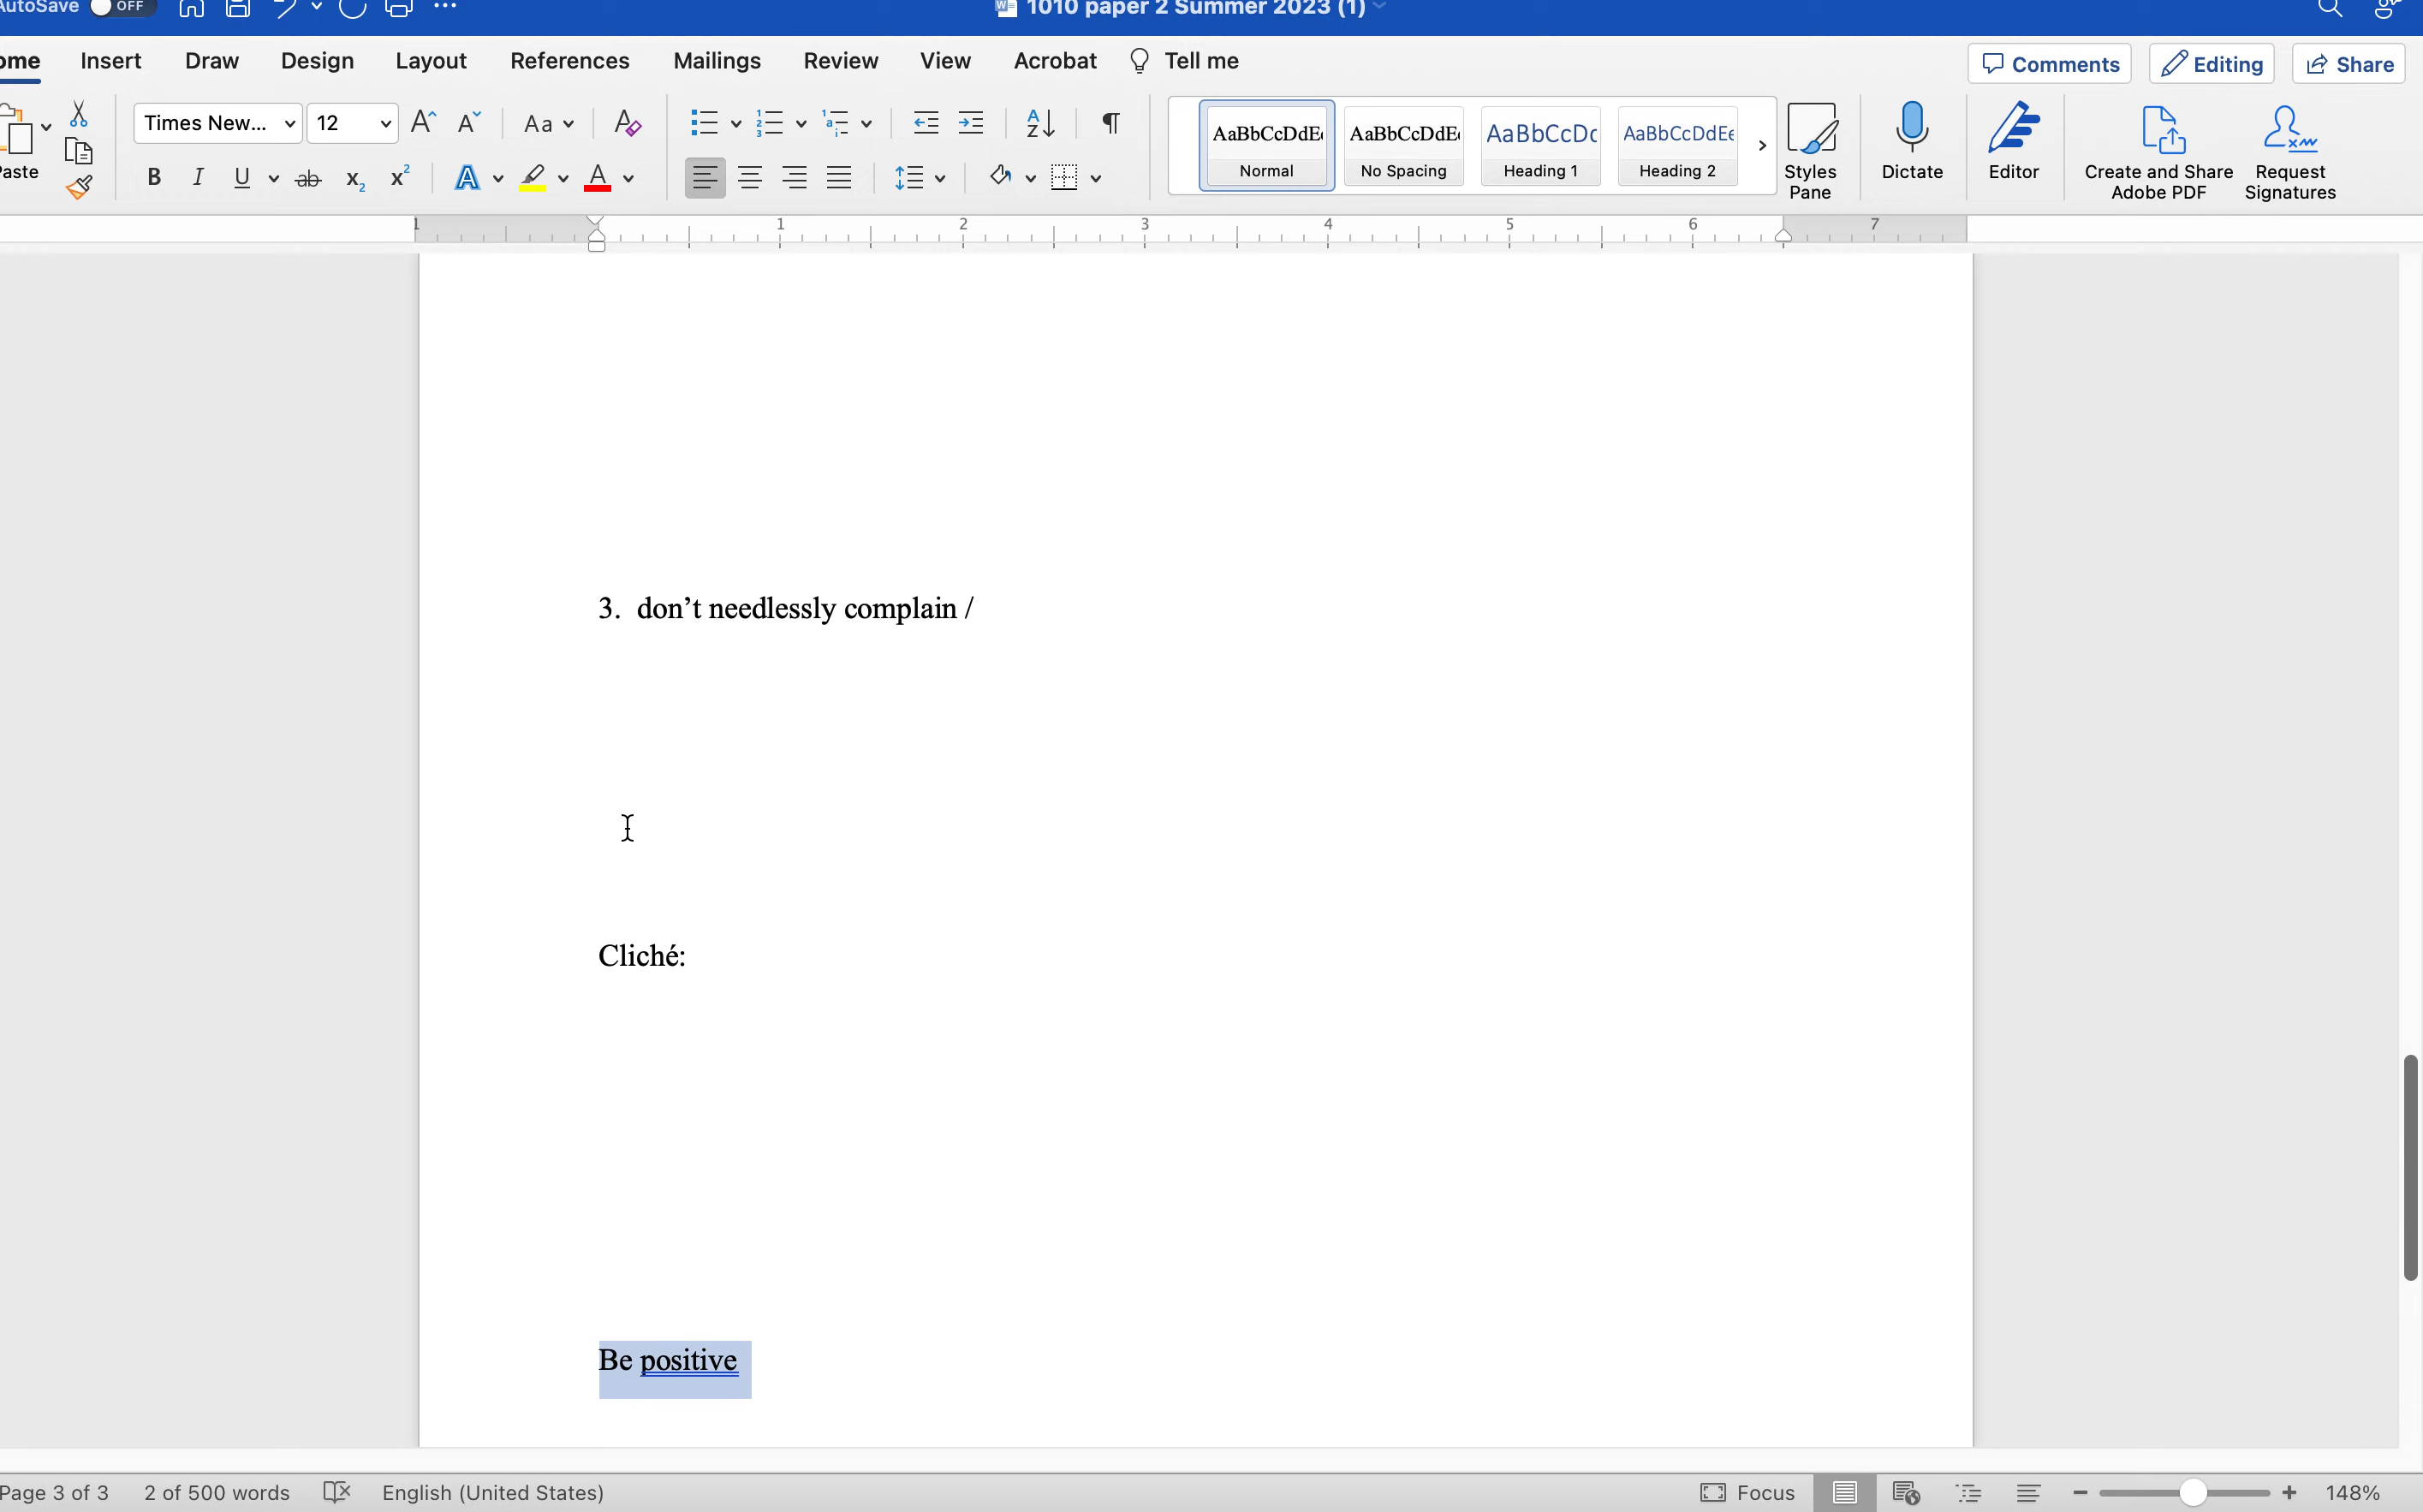 AutoSave OFF 1010 paper 2 Summer 2023 (1)
ome Insert Draw Design Layout References Mailings Review View Acrobat Tell me Comments Editing Share
Paste Times New... 12 Aa AaBbCcDdEe AaBbCcDdEe AaBbCcDc AaBbCcDdEe
Normal No Spacing Heading 1 Heading 2
Styles Pane Dictate Editor Create and Share Adobe PDF Request Signatures
1 1 2 3 4 5 6 7
3. don’t needlessly complain /
Cliché:
Be positive
Page 3 of 3 2 of 500 words English (United States) Focus 148%